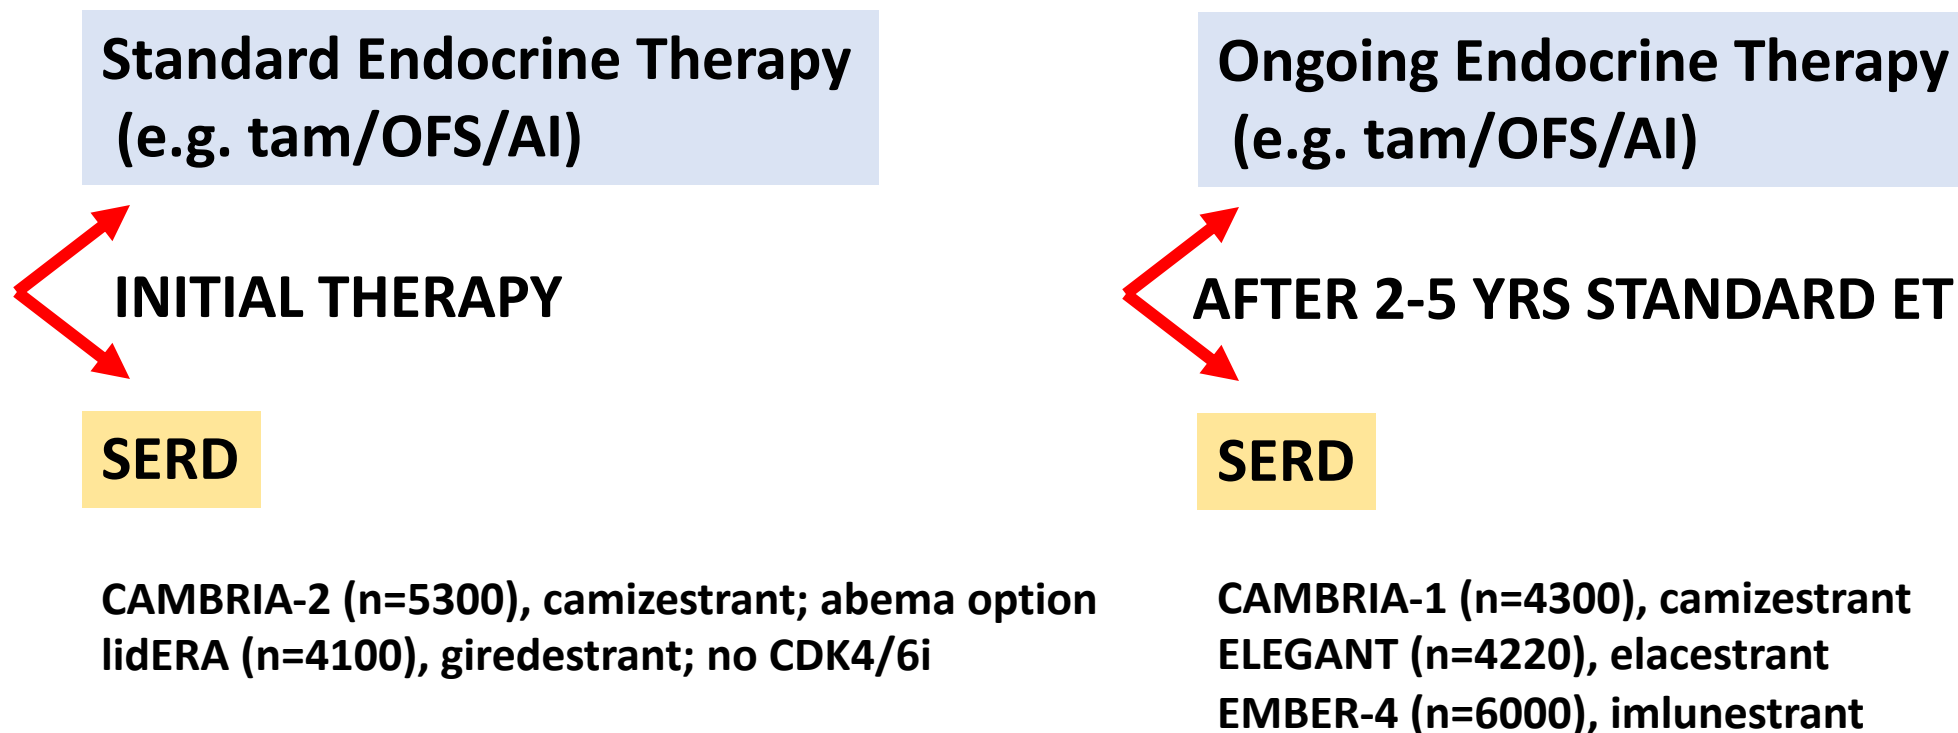 Standard Endocrine Therapy
(e.g. tam/OFS/AI)
INITIAL THERAPY
SERD
CAMBRIA-2 (n=5300), camizestrant; abema option
lidERA (n=4100), giredestrant; no CDK4/6i
Ongoing Endocrine Therapy
(e.g. tam/OFS/AI)
AFTER 2-5 YRS STANDARD ET
SERD
CAMBRIA-1 (n=4300), camizestrant
ELEGANT (n=4220), elacestrant
EMBER-4 (n=6000), imlunestrant